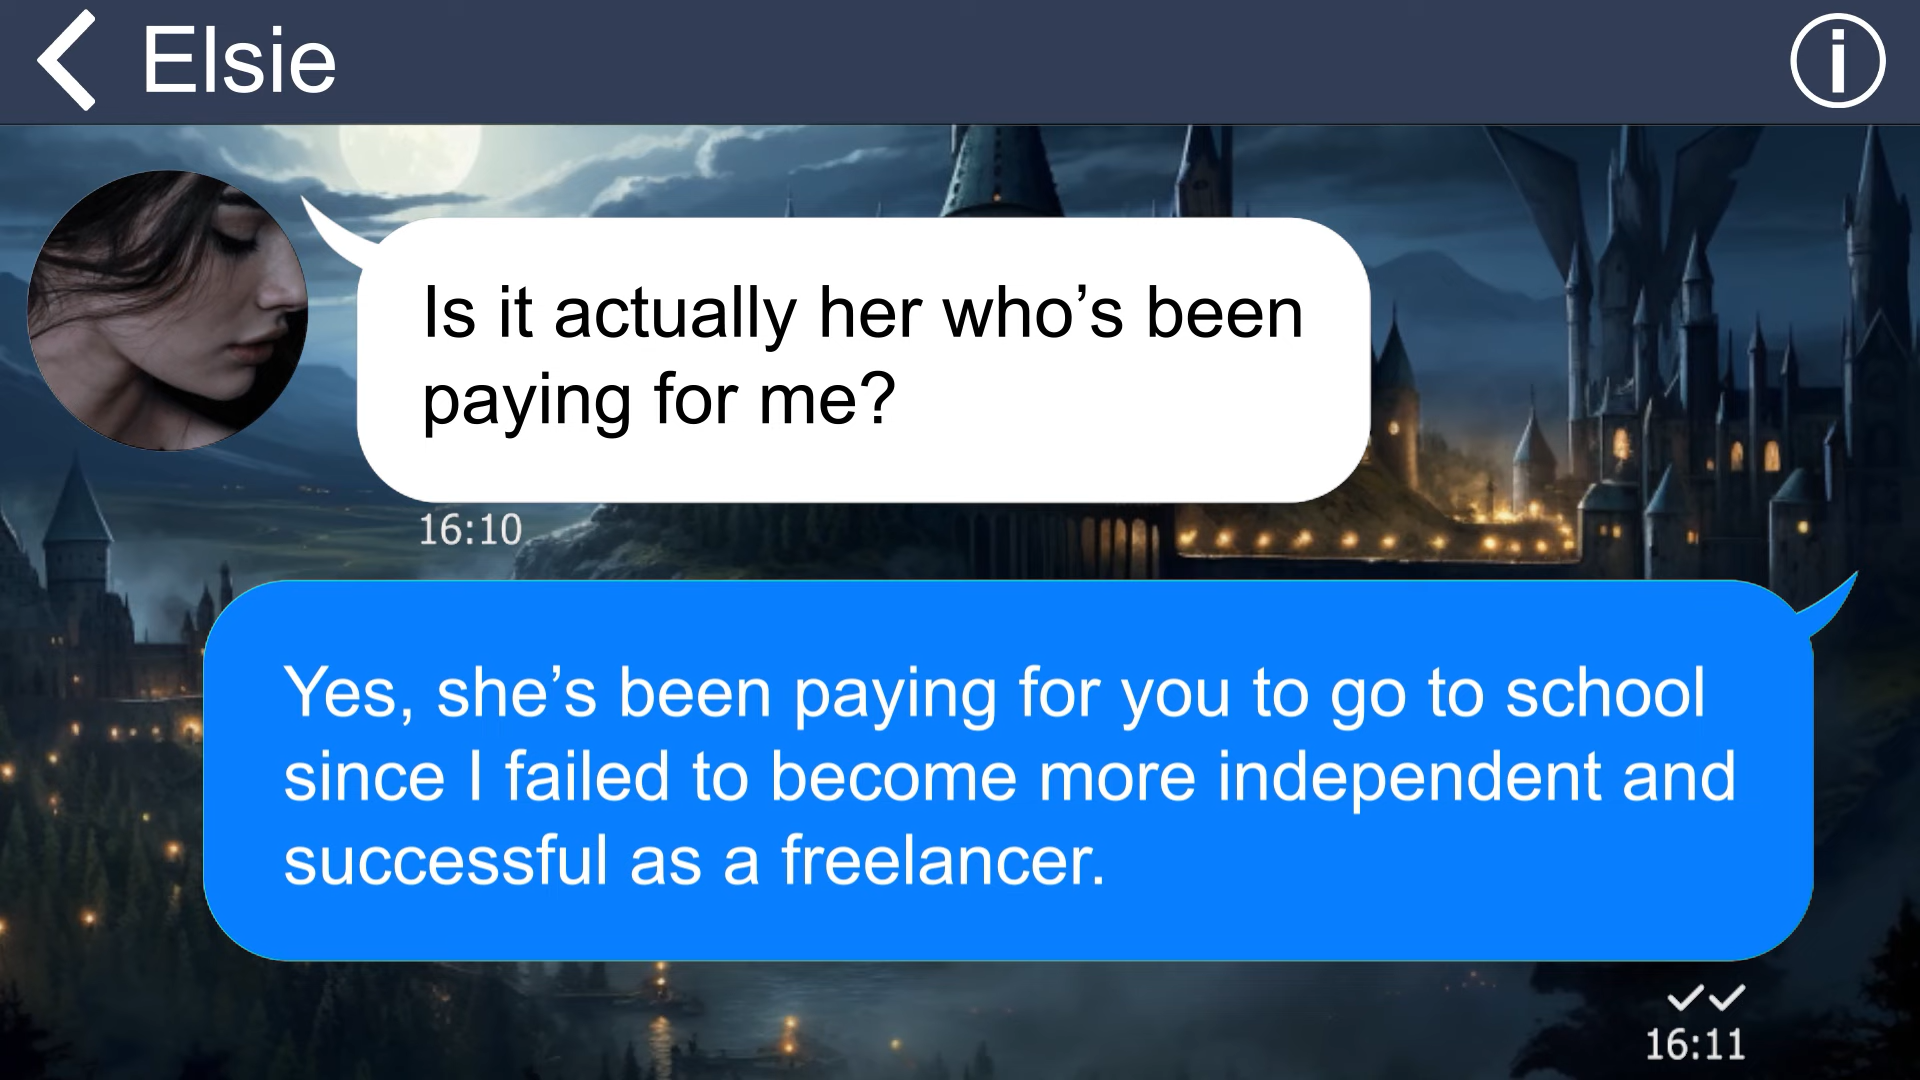 Elsie
Is it actually her who’s been
paying for me?
16:10
Yes, she’s been paying for you to go to school
since I failed to become more independent and
successful as a freelancer.
16:11